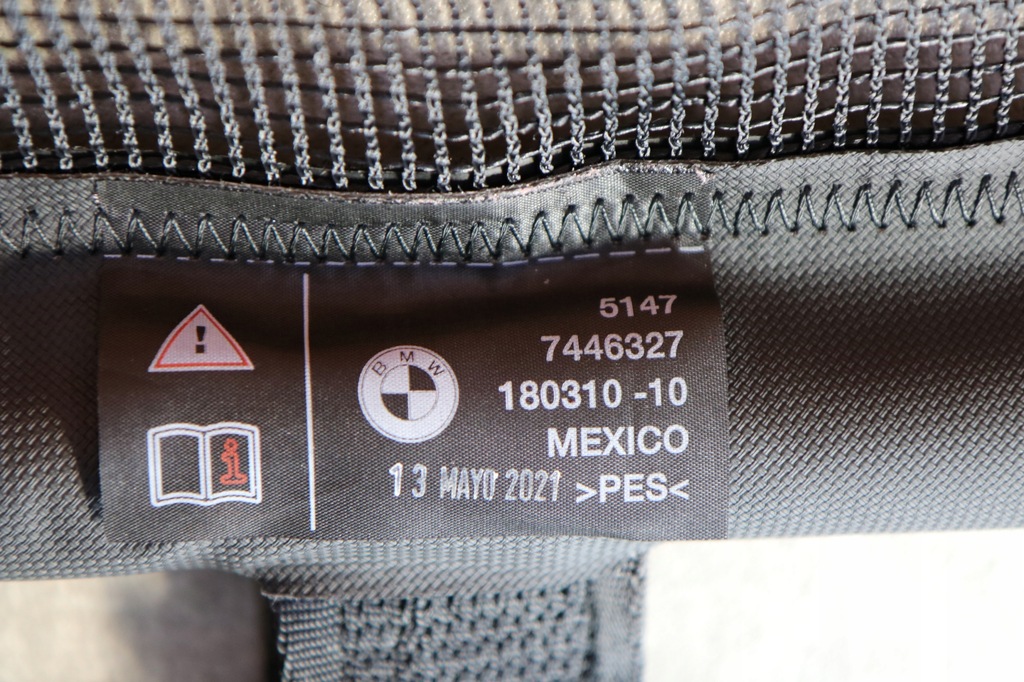 !
i
BMW
5147
7446327
180310 -10
MEXICO
13 MAYO 2021 >PES<